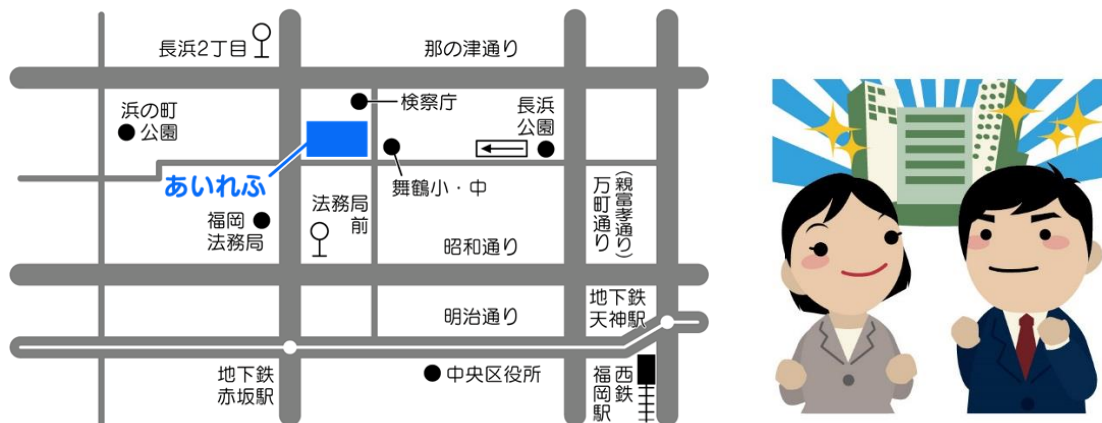 長浜2丁目
那の津通り
検察庁
浜の町
公園
長浜
公園
あいれふ
舞鶴小・中
福岡
法務局
法務局
前
昭和通り
万町通り
(親富孝通り)
明治通り
地下鉄
天神駅
地下鉄
赤坂駅
中央区役所
西鉄
福岡駅